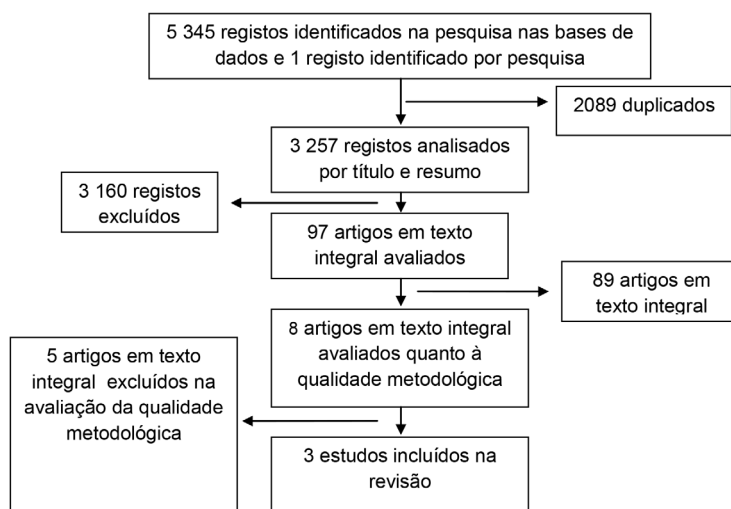 5 345 registos identificados na pesquisa nas bases de
dados e 1 registo identificado por pesquisa
2089 duplicados
3 257 registos analisados
por título e resumo
3 160 registos
excluídos
97 artigos em texto
integral avaliados
89 artigos em
texto integral
8 artigos em texto integral
avaliados quanto à
qualidade metodológica
5 artigos em texto
integral excluídos na
avaliação da qualidade
metodológica
3 estudos incluídos na
revisão